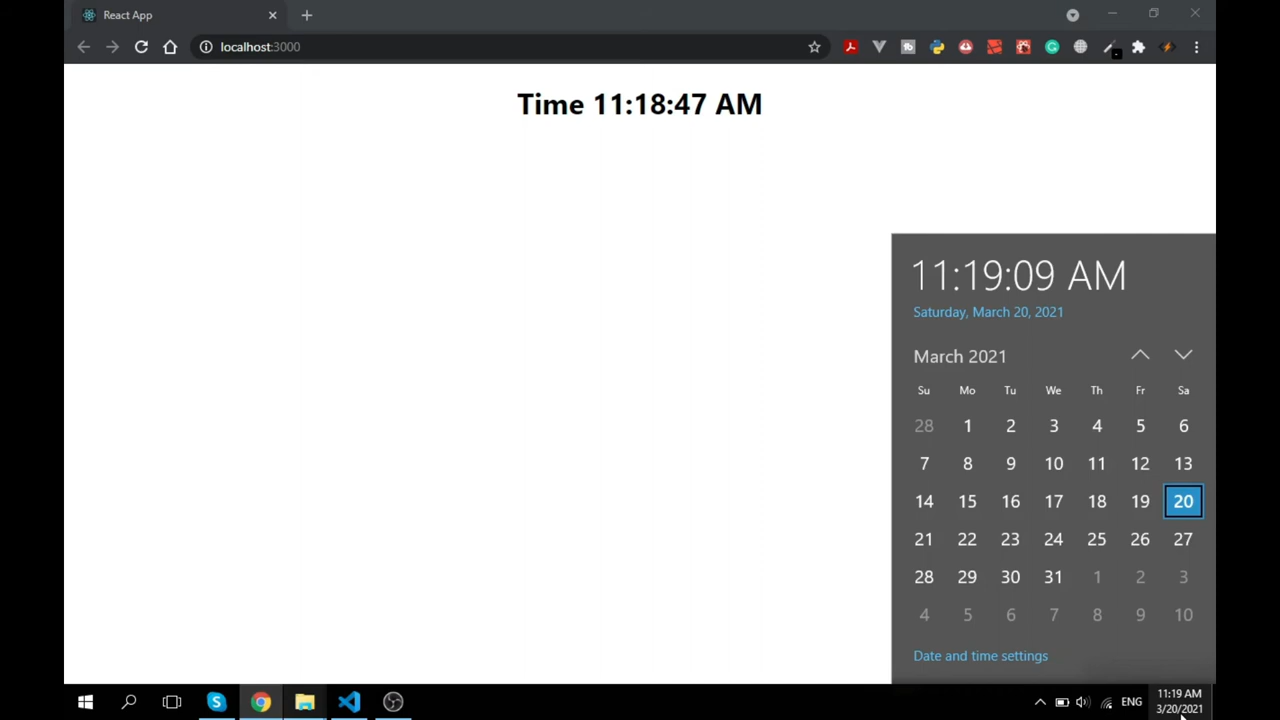 React App
localhost:3000
Time 11:18:47 AM
11:19:09 AM
Saturday, March 20, 2021
March 2021
Su Mo Tu We Th Fr Sa
28 1 2 3 4 5 6
7 8 9 10 11 12 13
14 15 16 17 18 19 20
21 22 23 24 25 26 27
28 29 30 31 1 2 3
4 5 6 7 8 9 10
Date and time settings
ENG
11:19 AM
3/20/2021